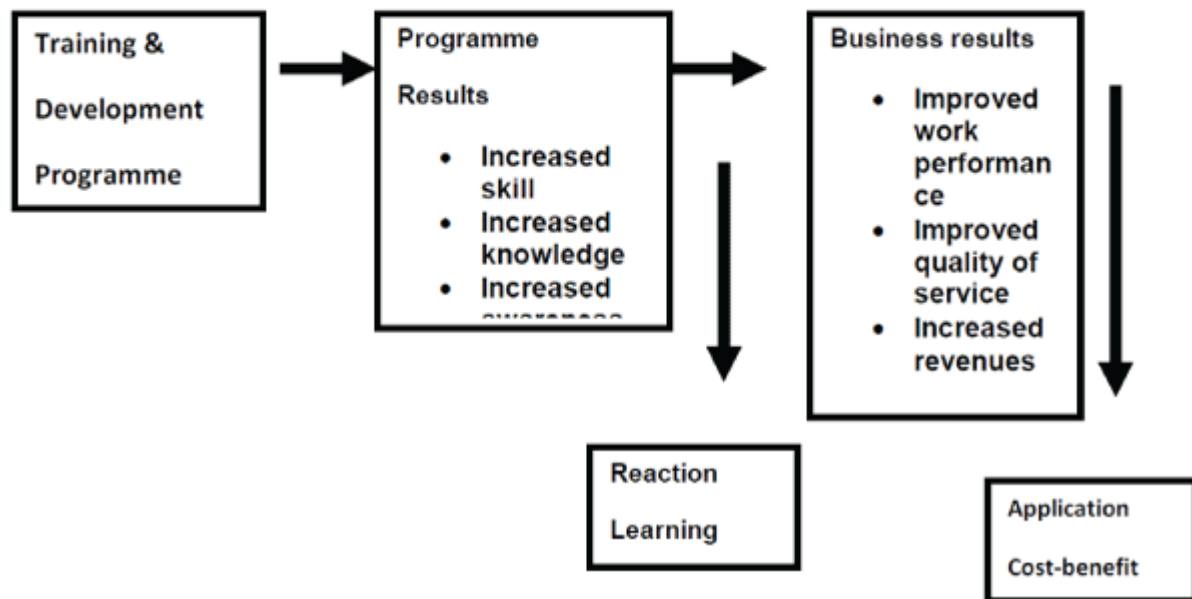 Training &
Development
Programme
Programme
Results
• Increased
skill
• Increased
knowledge
• Increased
awareness
Business results
• Improved
work
performan
ce
• Improved
quality of
service
• Increased
revenues
Reaction
Learning
Application
Cost-benefit